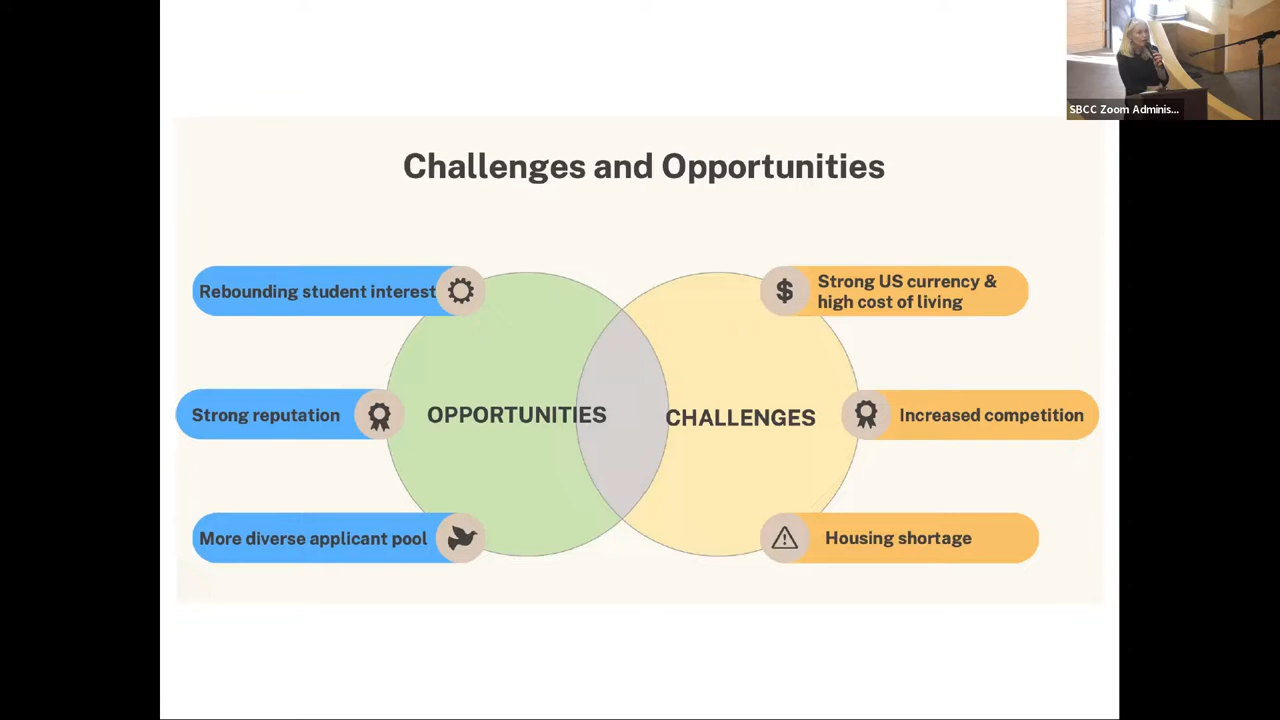 SBCC Zoom Adminis...
Challenges and Opportunities
Rebounding student interest
Strong US currency &
high cost of living
$
Strong reputation
OPPORTUNITIES
CHALLENGES
Increased competition
More diverse applicant pool
Housing shortage